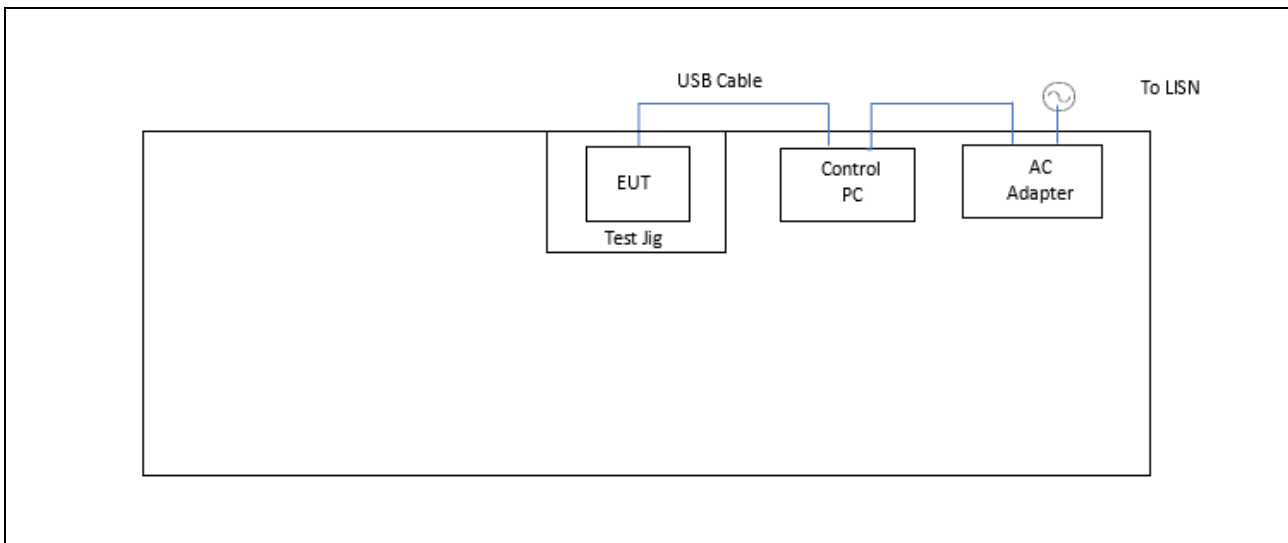 USB Cable
To LISN
EUT
Test Jig
Control
PC
AC
Adapter